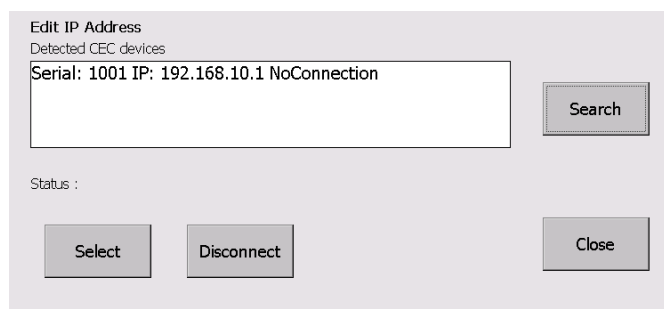 Edit IP Address
Detected CEC devices
Serial: 1001 IP: 192.168.10.1 NoConnection
Search
Status :
Select
Disconnect
Close